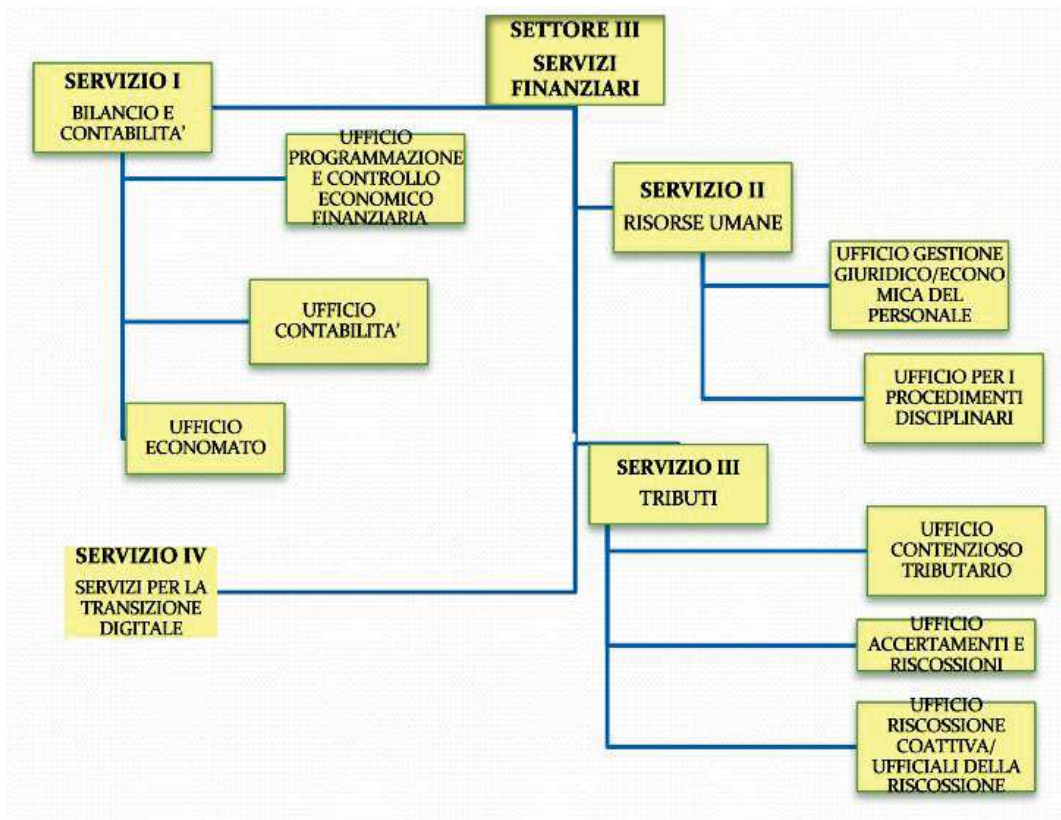 SETTORE III
SERVIZI
FINANZIARI
SERVIZIO I
BILANCIO E
CONTABILITA'
UFFICIO
PROGRAMMAZIONE
E CONTROLLO
ECONOMICO
FINANZIARIA
UFFICIO
CONTABILITA'
UFFICIO
ECONOMATO
SERVIZIO II
RISORSE UMANE
UFFICIO GESTIONE
GIURIDICO/ECONO
MICA DEL
PERSONALE
UFFICIO PER I
PROCEDIMENTI
DISCIPLINARI
SERVIZIO III
TRIBUTI
UFFICIO
CONTENZIOSO
TRIBUTARIO
UFFICIO
ACCERTAMENTI E
RISCOSSIONI
UFFICIO
RISCOSSIONE
COATTIVA/
UFFICIALI DELLA
RISCOSSIONE
SERVIZIO IV
SERVIZI PER LA
TRANSIZIONE
DIGITALE